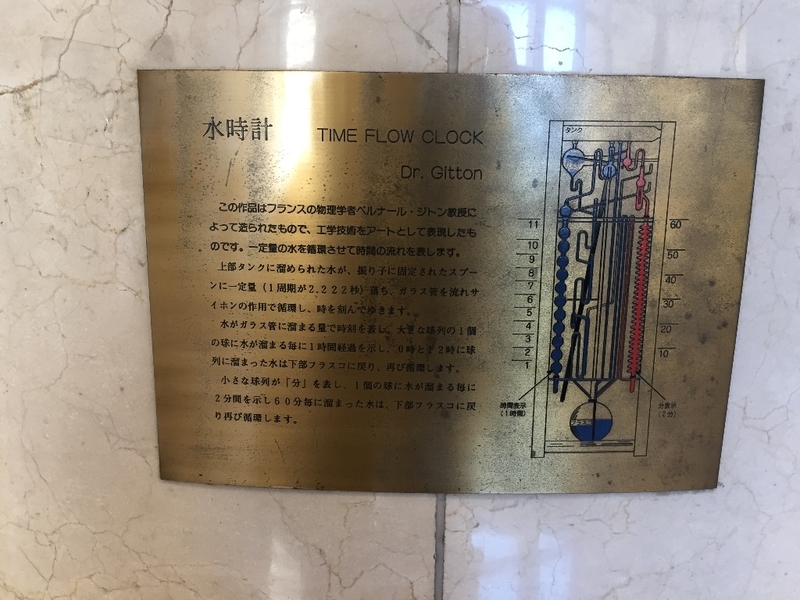 水時計 TIME FLOW CLOCK
Dr. Gitton
この作品はフランスの物理学者ベルナール・ジトン教授に
よって造られたもので、工学技術をアートとして表現したも
のです。一定量の水を循環させて時間の流れを表します。
上部タンクに溜められた水が、振り子に固定されたスプー
ンに一定量（1周期が2.222秒）落ち、ガラス管を流れサ
イホンの作用で循環し、時を刻んでゆきます。
水がガラス管に溜まる量で時刻を表し、大きな球列の1個
の球に水が溜まる毎に1時間経過を示し、0時と12時に球
列に溜まった水は下部フラスコに戻り、再び循環します。
小さな球列が「分」を表し、1個の球に水が溜まる毎に
2分間を示し60分毎に溜まった水は、下部フラスコに戻
り再び循環します。
タンク
11
10
9
8
7
6
5
4
3
2
1
60
50
40
30
20
10
時間表示
(1時間)
分表示
(2分)
フラスコ